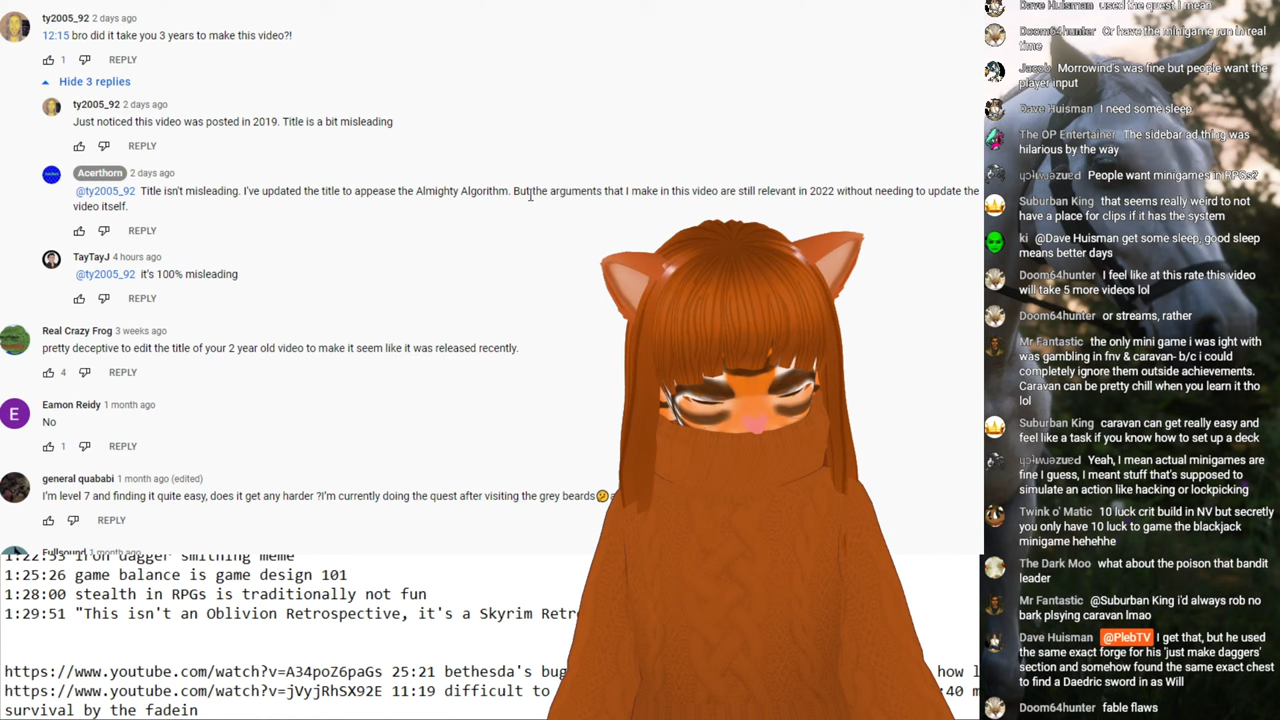 ty2005_92 2 days ago
12:15 bro did it take you 3 years to make this video?!
1 REPLY
Hide 3 replies
ty2005_92 2 days ago
Just noticed this video was posted in 2019. Title is a bit misleading
REPLY
Acerthorn 2 days ago
@ty2005_92 Title isn't misleading. I've updated the title to appease the Almighty Algorithm. But the arguments that I make in this video are still relevant in 2022 without needing to update the
video itself.
REPLY
TayTayJ 4 hours ago
@ty2005_92 it's 100% misleading
REPLY
Real Crazy Frog 3 weeks ago
pretty deceptive to edit the title of your 2 year old video to make it seem like it was released recently.
4 REPLY
E
Eamon Reidy 1 month ago
No
1 REPLY
general quababi 1 month ago (edited)
I'm level 7 and finding it quite easy, does it get any harder ?I'm currently doing the quest after visiting the grey beards
REPLY
Fullsound 1 month ago
1:22:53 iron dagger smithing meme
1:25:26 game balance is game design 101
1:28:00 stealth in RPGs is traditionally not fun
1:29:51 "This isn't an Oblivion Retrospective, it's a Skyrim
https://www.youtube.com/watch?v=A34poZ6paGs 25:21 bethesda's how
https://www.youtube.com/watch?v=jVyjRhSX92E 11:19 difficult to
survival by the fadein
Dave Huisman used the quest I mean
Doom64hunter Or have the minigame run in real
time
Jacob Morrowind's was fine but people want the
player input
Dave Huisman I need some sleep
The OP Entertainer The sidebar ad thing was
hilarious by the way
People want minigames in RPGs?
Suburban King that seems really weird to not
have a place for clips if it has the system
ki @Dave Huisman get some sleep, good sleep
means better days
Doom64hunter I feel like at this rate this video
will take 5 more videos lol
Doom64hunter or streams, rather
Mr Fantastic the only mini game i was ight with
was gambling in fnv & caravan- b/c i could
completely ignore them outside achievements.
Caravan can be pretty chill when you learn it tho
lol
Suburban King caravan can get really easy and
feel like a task if you know how to set up a deck
Yeah, I mean actual minigames are
fine I guess, I meant stuff that's supposed to
simulate an action like hacking or lockpicking
Twink o' Matic 10 luck crit build in NV but secretly
you only have 10 luck to game the blackjack
minigame hehehhe
The Dark Moo what about the poison that bandit
leader
Mr Fantastic @Suburban King i'd always rob no
bark plsying caravan lmao
Dave Huisman @PlebTV I get that, but he used
the same exact forge for his 'just make daggers'
section and somehow found the same exact chest
to find a Daedric sword in as Will
Doom64hunter fable flaws